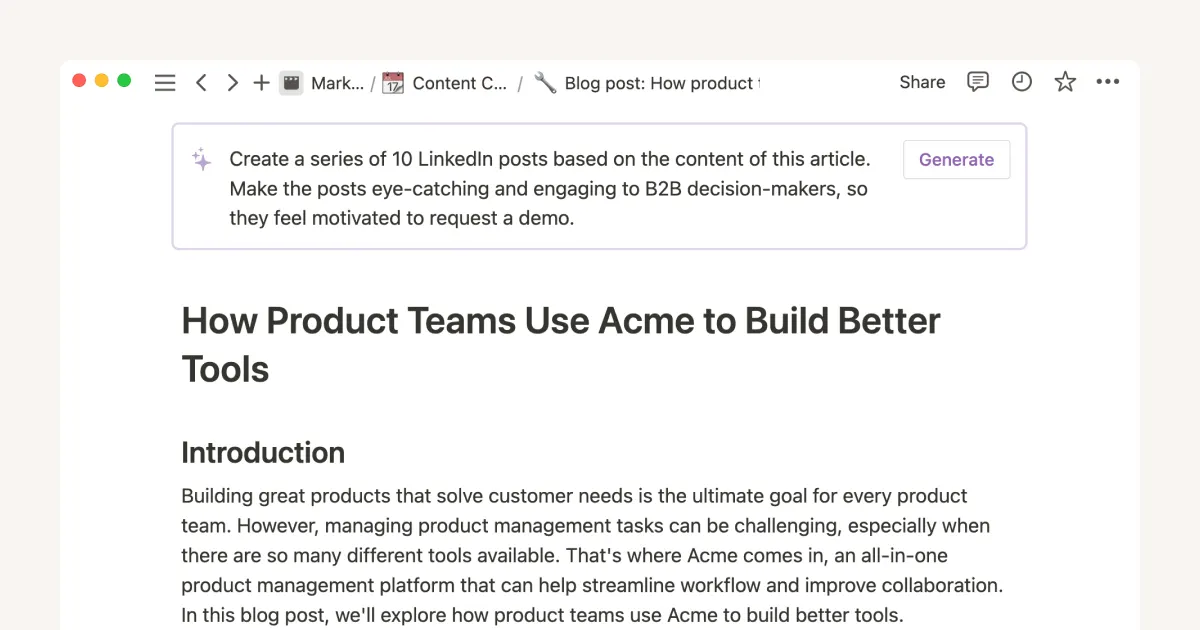 Mark... / Content C... / Blog post: How product
Share
Create a series of 10 LinkedIn posts based on the content of this article.
Generate
Make the posts eye-catching and engaging to B2B decision-makers, so
they feel motivated to request a demo.
How Product Teams Use Acme to Build Better
Tools
Introduction
Building great products that solve customer needs is the ultimate goal for every product
team. However, managing product management tasks can be challenging, especially when
there are so many different tools available. That's where Acme comes in, an all-in-one
product management platform that can help streamline workflow and improve collaboration.
In this blog post, we'll explore how product teams use Acme to build better tools.